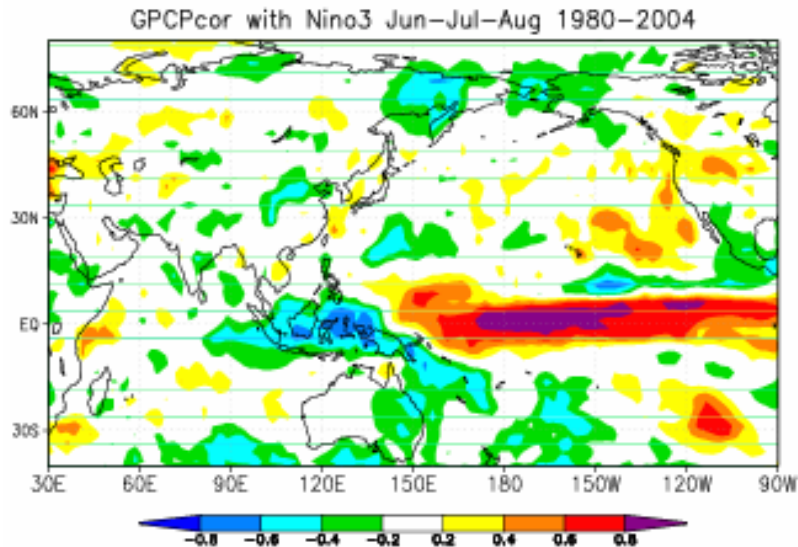 GPCPcor with Nino3 Jun-Jul-Aug 1980-2004
60N
30N
EQ
30S
30E 60E 90E 120E 150E 180 150W 120W 90W
-0.8 -0.6 -0.4 -0.2 0.2 0.4 0.6 0.8